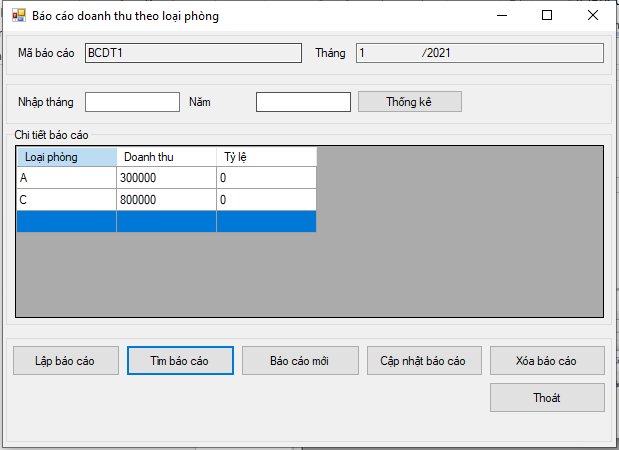 Báo cáo doanh thu theo loại phòng
Mã báo cáo BCDT1 Tháng 1 /2021
Nhập tháng Năm Thống kê
Chi tiết báo cáo
Loại phòng Doanh thu Tỷ lệ
A 300000 0
C 800000 0
Lập báo cáo Tìm báo cáo Báo cáo mới Cập nhật báo cáo Xóa báo cáo
Thoát